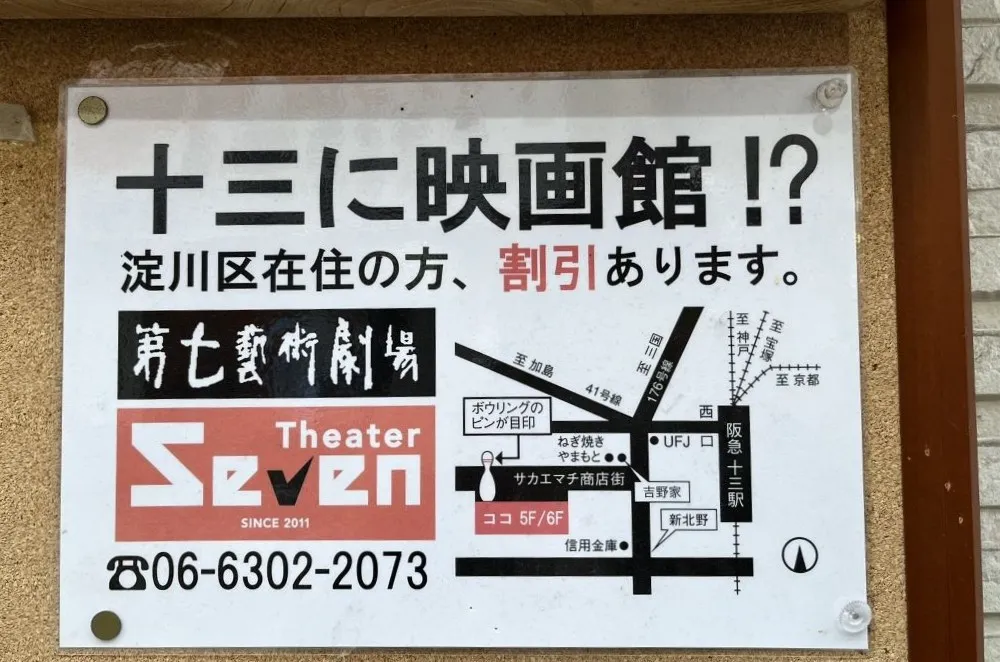 十三に映画館!?
淀川区在住の方、割引あります。
第七藝術劇場
Theater
Seven
SINCE 2011
☎06-6302-2073
至加島
41号線
至三国
176号線
至神戸
至宝塚
至京都
ボウリングの
ピンが目印
ねぎ焼き
やまもと
UFJ
西
口
阪急十三駅
サカエマチ商店街
吉野家
ココ 5F/6F
新北野
信用金庫